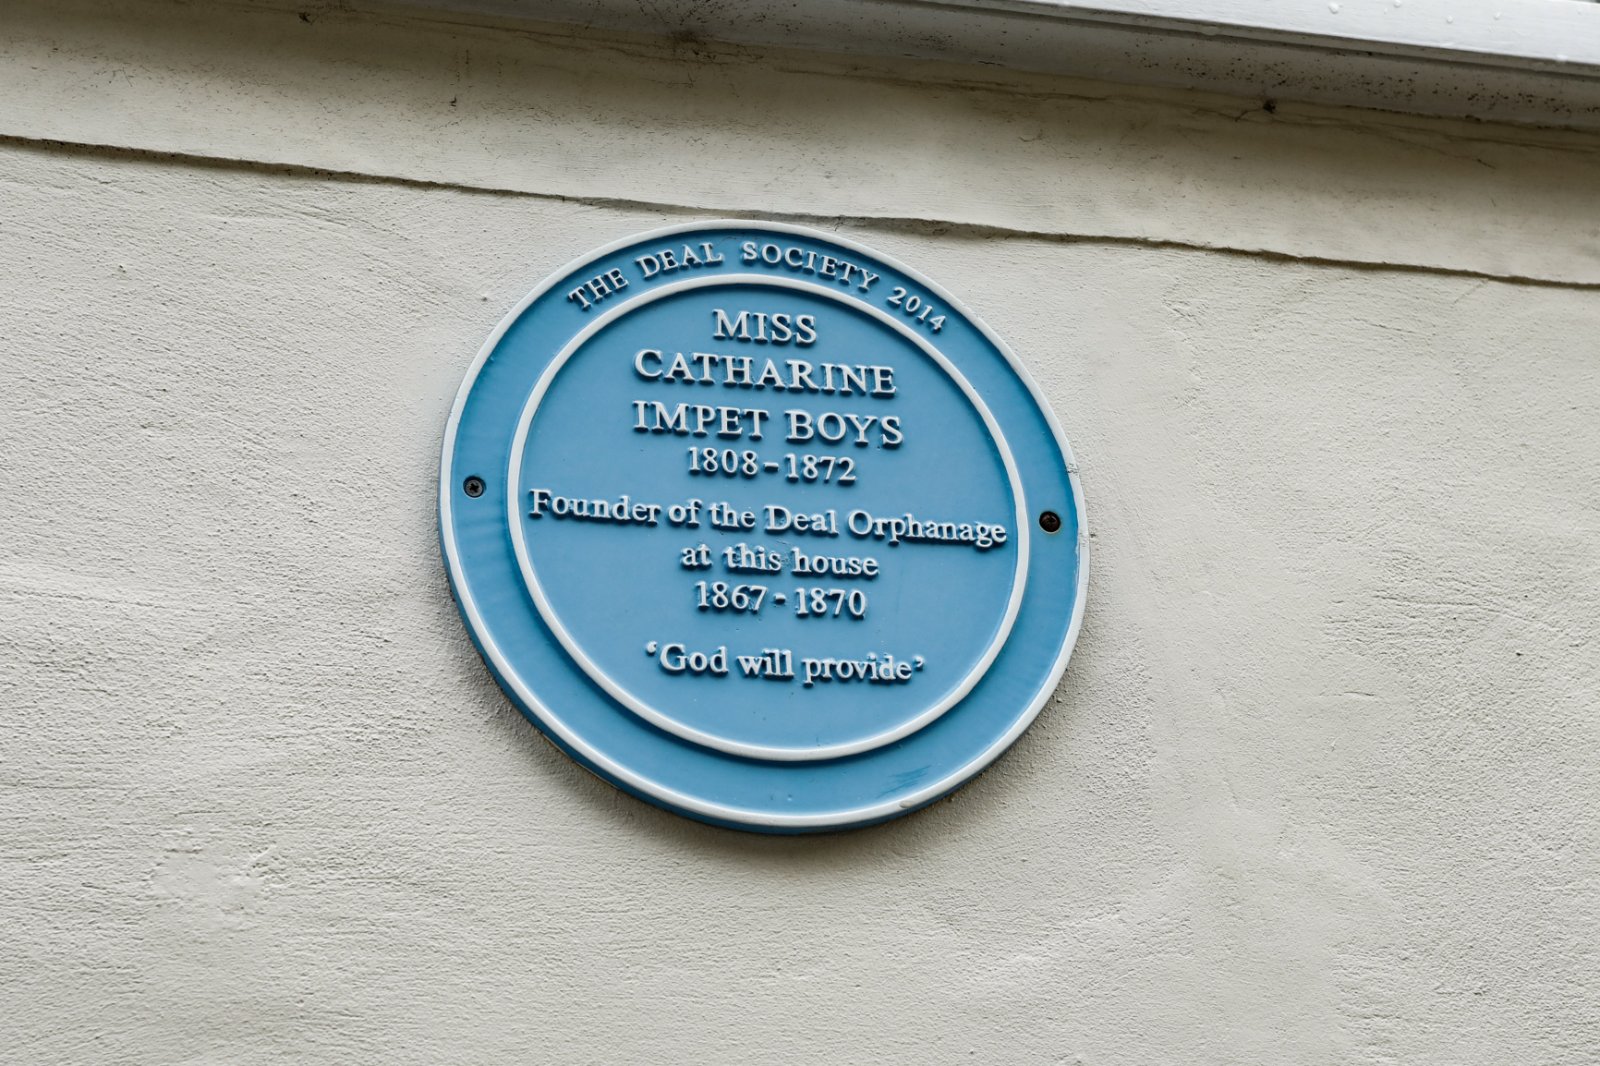 THE DEAL SOCIETY 2014
MISS
CATHARINE
IMPET BOYS
1808-1872
Founder of the Deal Orphanage
at this house
1867-1870
‘God will provide’